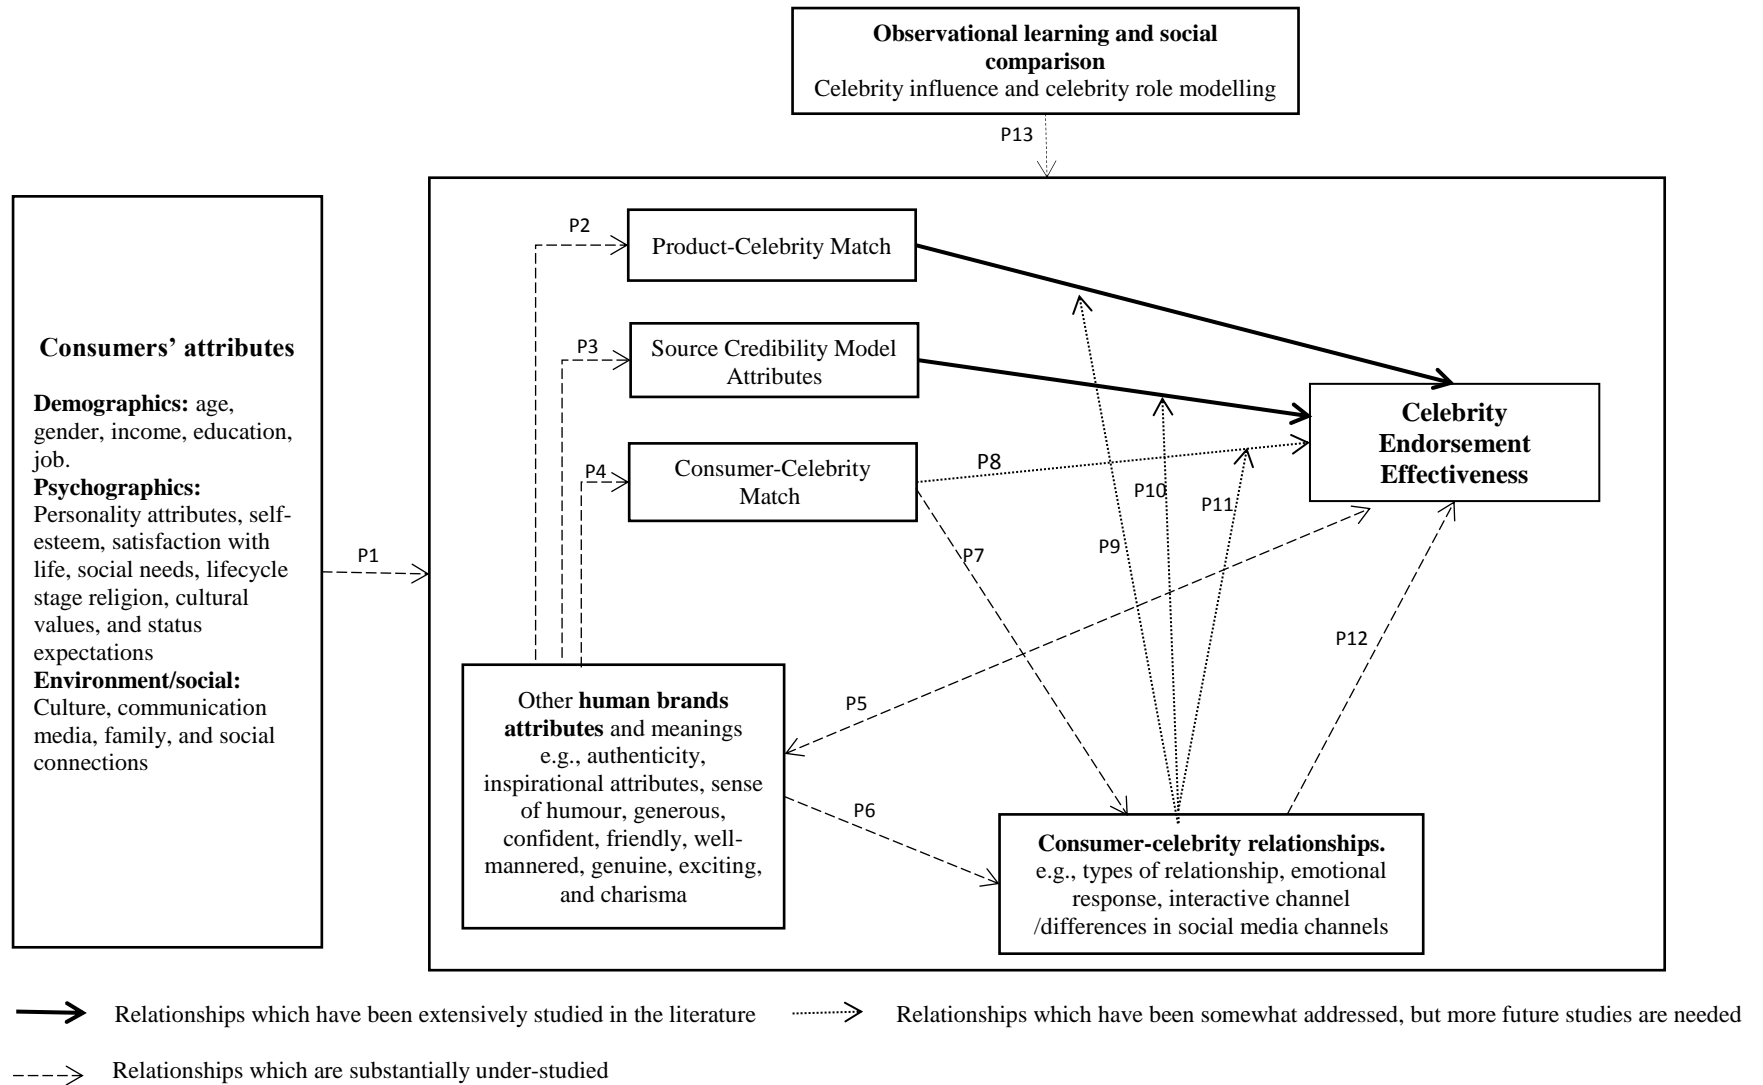 Observational learning and social
comparison
Celebrity influence and celebrity role modelling
P13
Consumers’ attributes
Demographics: age,
gender, income, education,
job.
Psychographics:
Personality attributes, self-
esteem, satisfaction with
life, social needs, lifecycle
stage religion, cultural
values, and status
expectations
Environment/social:
Culture, communication
media, family, and social
connections
P1
P2
Product-Celebrity Match
P3
Source Credibility Model
Attributes
P4
Consumer-Celebrity
Match
P8
P10
P11
P7
P9
Celebrity
Endorsement
Effectiveness
P12
P5
Other human brands
attributes and meanings
e.g., authenticity,
inspirational attributes, sense
of humour, generous,
confident, friendly, well-
mannered, genuine, exciting,
and charisma
P6
Consumer-celebrity relationships.
e.g., types of relationship, emotional
response, interactive channel
/differences in social media channels
Relationships which have been extensively studied in the literature
Relationships which have been somewhat addressed, but more future studies are needed
Relationships which are substantially under-studied